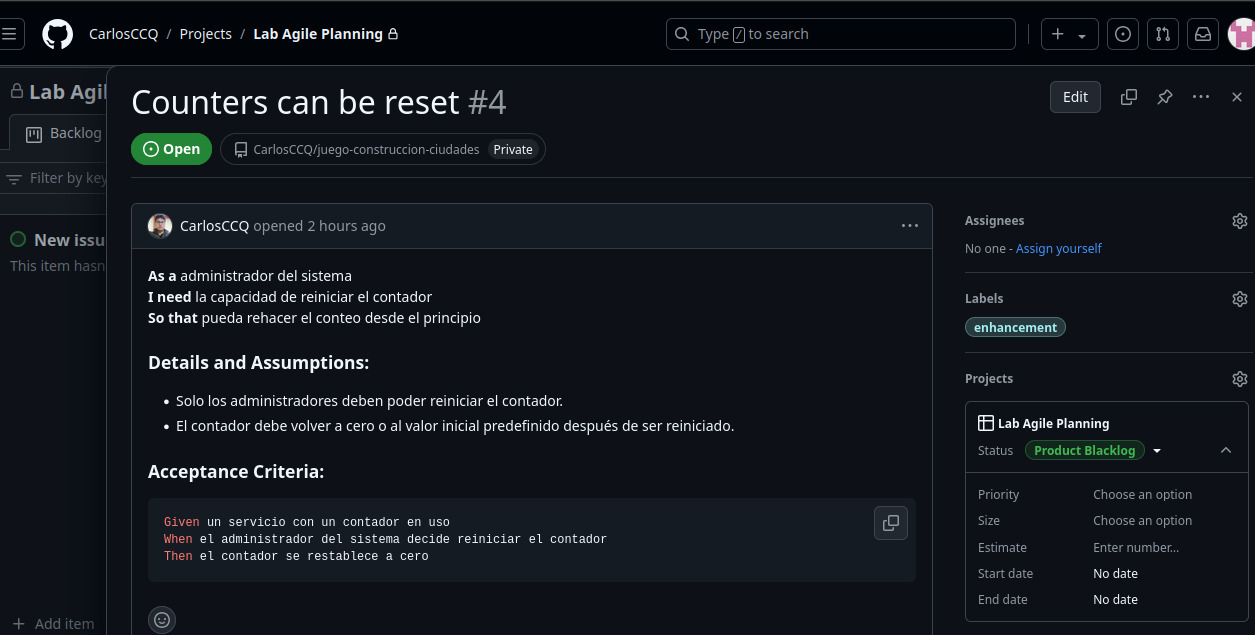 CarlosCCQ / Projects / Lab Agile Planning
Type / to search
Lab Agil
Backlog
Filter by key
New issu
This item hasn
Add item
Counters can be reset #4
Edit
Open
CarlosCCQ/juego-construccion-ciudades Private
CarlosCCQ opened 2 hours ago
As a administrador del sistema
I need la capacidad de reiniciar el contador
So that pueda rehacer el conteo desde el principio
Details and Assumptions:
• Solo los administradores deben poder reiniciar el contador.
• El contador debe volver a cero o al valor inicial predefinido después de ser reiniciado.
Acceptance Criteria:
Given un servicio con un contador en uso
When el administrador del sistema decide reiniciar el contador
Then el contador se restablece a cero
Assignees
No one - Assign yourself
Labels
enhancement
Projects
Lab Agile Planning
Status Product Blacklog
Priority Choose an option
Size Choose an option
Estimate Enter number...
Start date No date
End date No date